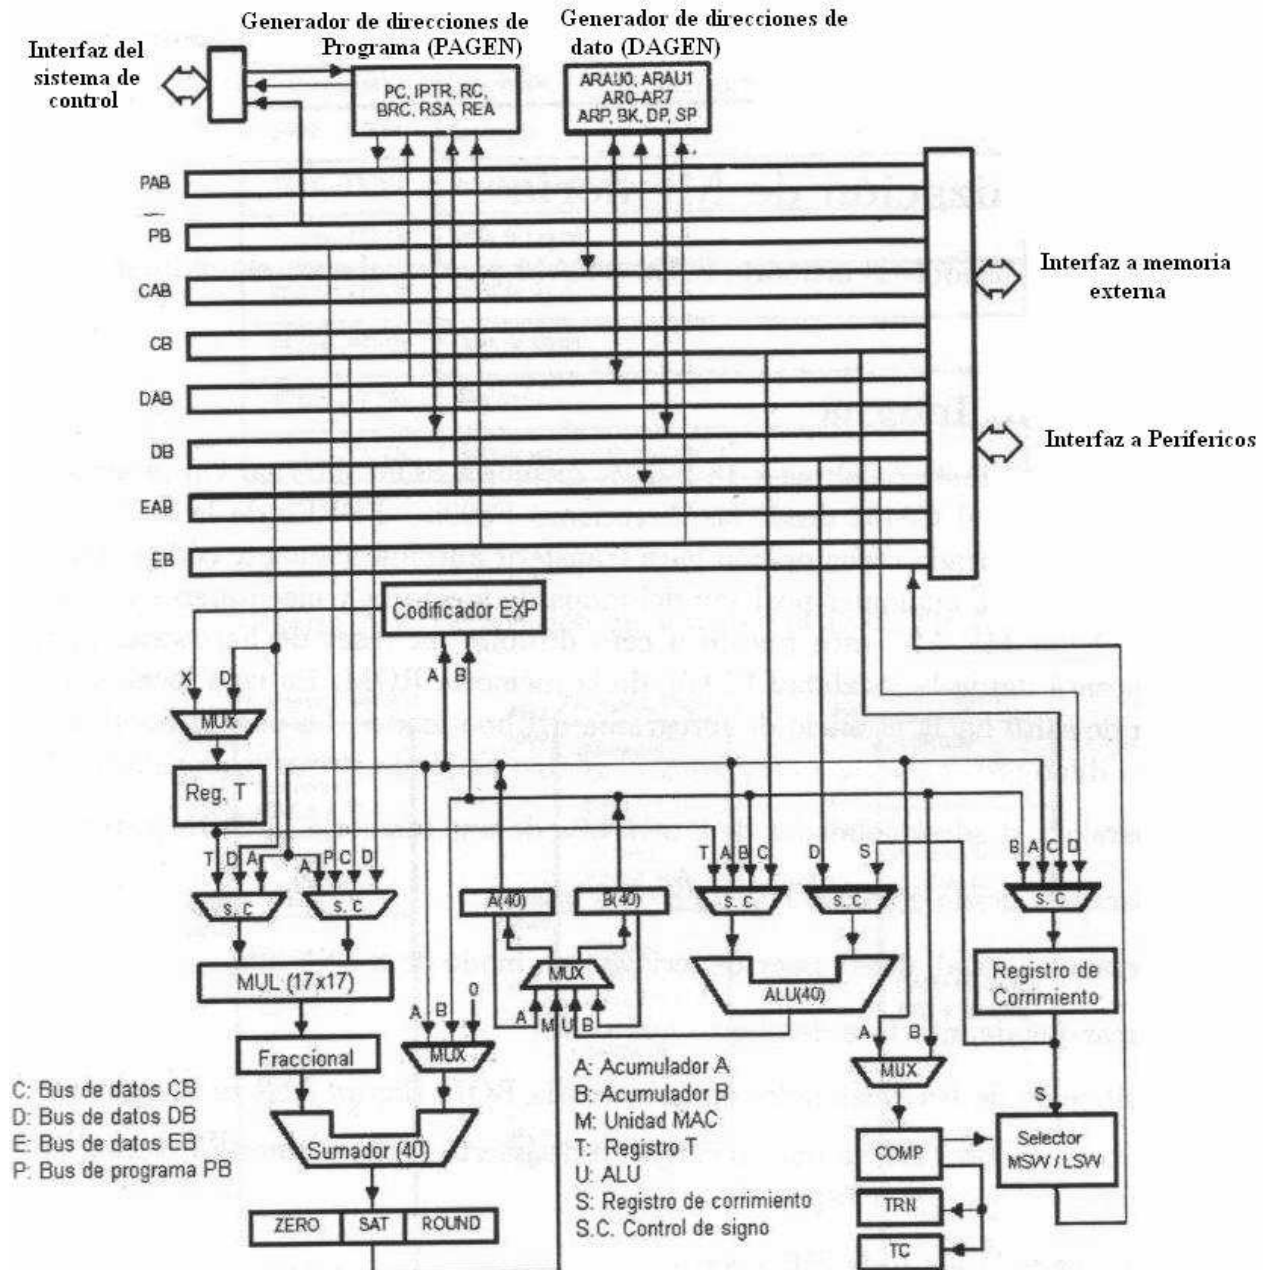 Generador de direcciones de
Programa (PAGEN)
Generador de direcciones de
dato (DAGEN)
Interfaz del
sistema de
control
PC, IPTR, RC,
BRC, RSA, REA
ARAU0, ARAU1
AR0-AR7
ARP, BK, DP, SP
PAB
PB
CAB
CB
DAB
DB
EAB
EB
Interfaz a memoria
externa
Interfaz a Perifericos
Codificador EXP
X
D
A
B
MUX
Reg. T
T
D
A
A
P
C
D
S. C
S. C
T
A
B
C
D
S
B
A
C
D
A(40)
B(40)
S. C
S. C
S. C
MUL (17x17)
MUX
ALU(40)
Registro de
Corrimiento
A
B
0
A
M
U
B
A
B
Fraccional
MUX
MUX
C: Bus de datos CB
D: Bus de datos DB
E: Bus de datos EB
P: Bus de programa PB
A: Acumulador A
B: Acumulador B
M: Unidad MAC
T: Registro T
U: ALU
S: Registro de corrimiento
S.C. Control de signo
S
Sumador (40)
COMP
Selector
MSW / LSW
TRN
TC
ZERO
SAT
ROUND